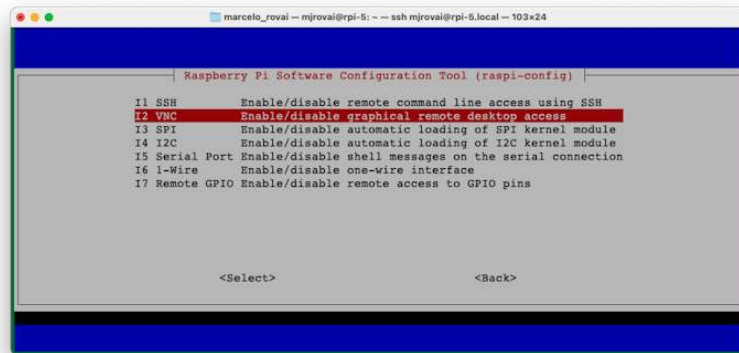 marcelo_rovai — mjrovai@rpi-5: ~ — ssh mjrovai@rpi-5.local — 103×24
Raspberry Pi Software Configuration Tool (raspi-config)
I1 SSH Enable/disable remote command line access using SSH
I2 VNC Enable/disable graphical remote desktop access
I3 SPI Enable/disable automatic loading of SPI kernel module
I4 I2C Enable/disable automatic loading of I2C kernel module
I5 Serial Port Enable/disable shell messages on the serial connection
I6 1-Wire Enable/disable one-wire interface
I7 Remote GPIO Enable/disable remote access to GPIO pins
<Select> <Back>